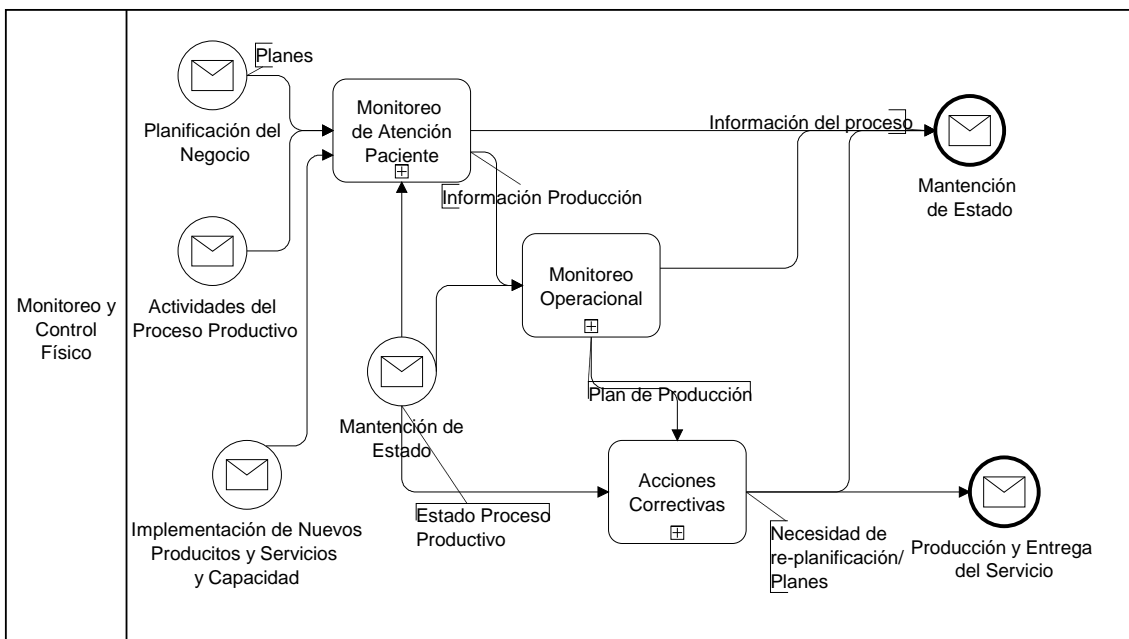 Monitoreo y
Control
Físico
Planes
Planificación del
Negocio
Monitoreo
de Atención
Paciente
Información del proceso
Mantención
de Estado
Información Producción
Actividades del
Proceso Productivo
Monitoreo
Operacional
Mantención de
Estado
Plan de Producción
Implementación de Nuevos
Producitos y Servicios
y Capacidad
Estado Proceso
Productivo
Acciones
Correctivas
Necesidad de
re-planificación/
Planes
Producción y Entrega
del Servicio